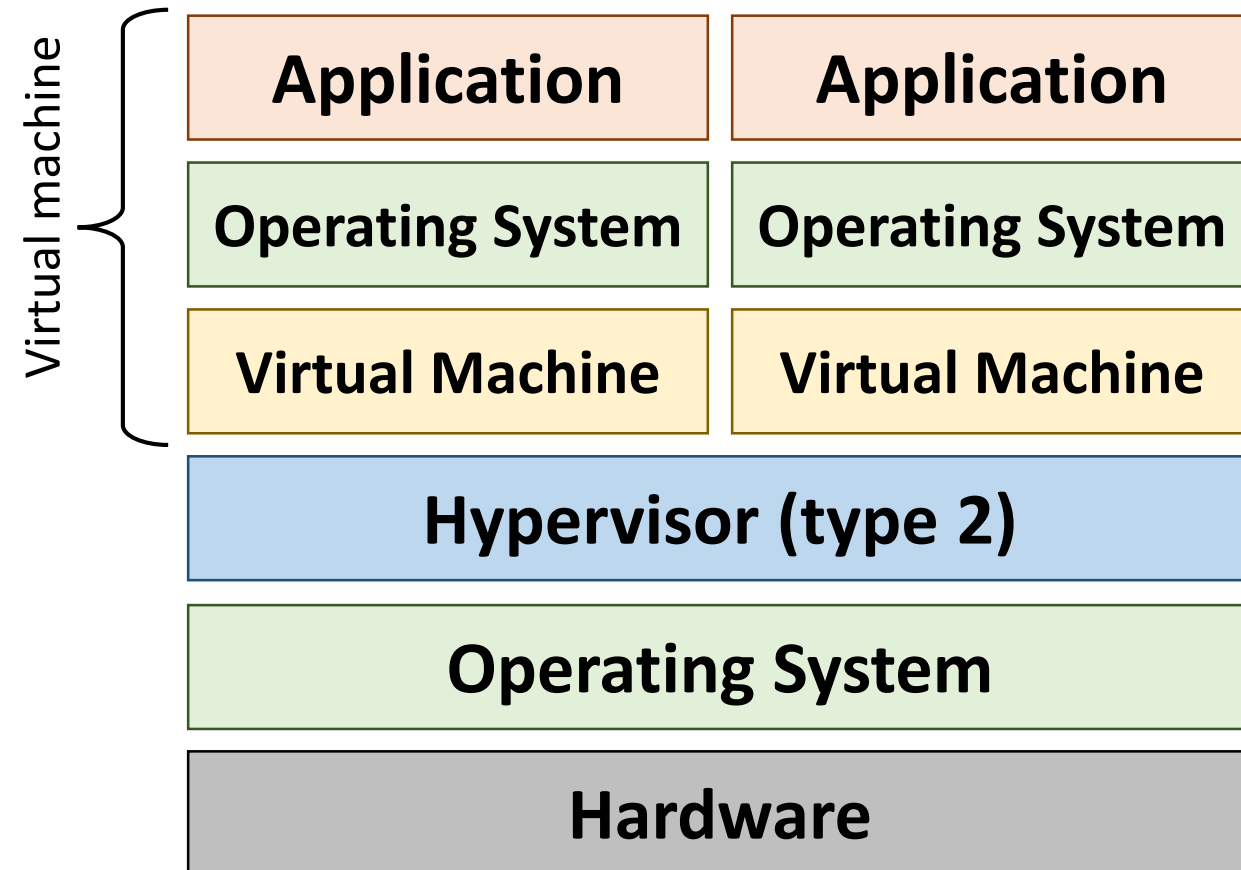 Virtual machine
Application
Application
Operating System
Operating System
Virtual Machine
Virtual Machine
Hypervisor (type 2)
Operating System
Hardware